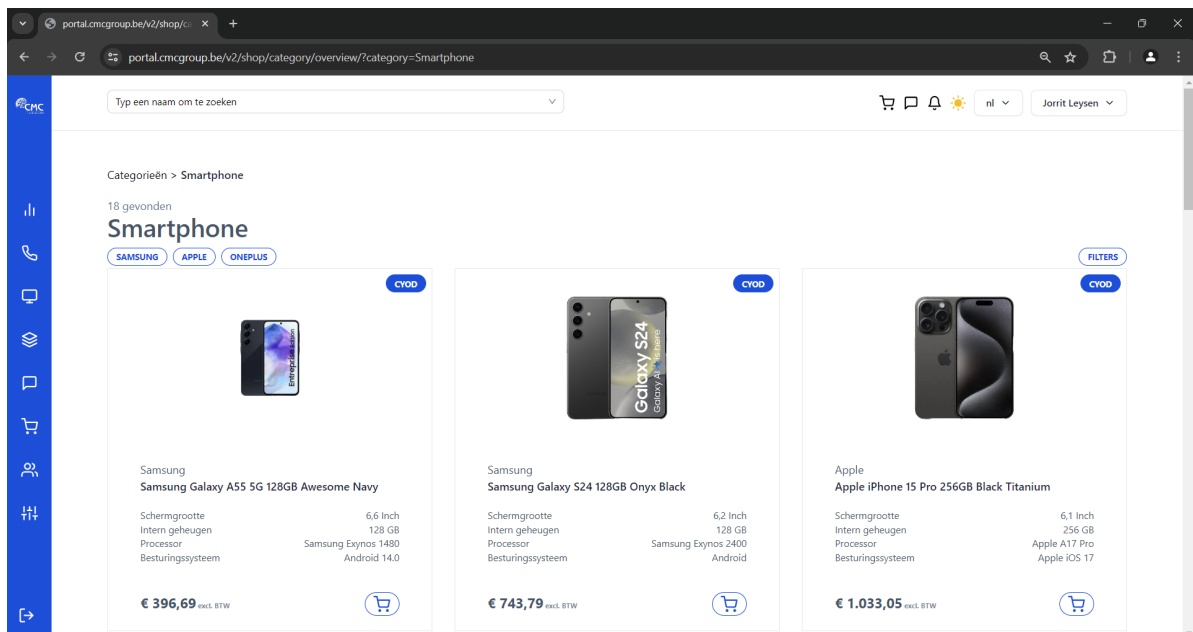 portal.cmcgroup.be/v2/shop/ca
portal.cmcgroup.be/v2/shop/category/overview/?category=Smartphone
CMC
Typ een naam om te zoeken
nl
Jorrit Leysen
Categorieën > Smartphone
18 gevonden
Smartphone
SAMSUNG APPLE ONEPLUS FILTERS
CYOD
Enterprise Edition
Samsung
Samsung Galaxy A55 5G 128GB Awesome Navy
Schermgrootte 6,6 Inch
Intern geheugen 128 GB
Processor Samsung Exynos 1480
Besturingssysteem Android 14.0
€ 396,69 excl. BTW
CYOD
Galaxy S24
Galaxy AI is here
Samsung
Samsung Galaxy S24 128GB Onyx Black
Schermgrootte 6,2 Inch
Intern geheugen 128 GB
Processor Samsung Exynos 2400
Besturingssysteem Android
€ 743,79 excl. BTW
CYOD
Apple
Apple iPhone 15 Pro 256GB Black Titanium
Schermgrootte 6,1 Inch
Intern geheugen 256 GB
Processor Apple A17 Pro
Besturingssysteem Apple iOS 17
€ 1.033,05 excl. BTW